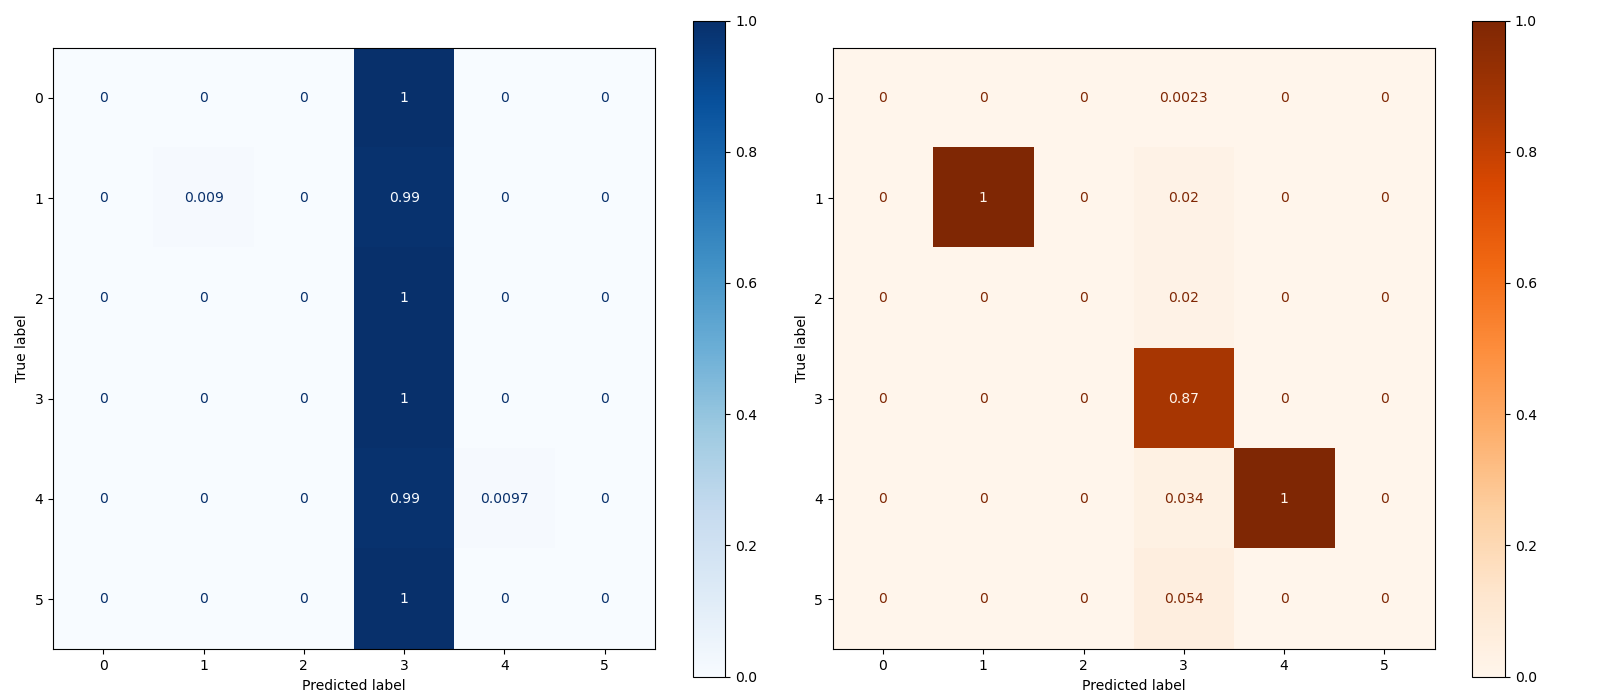 1.0
0 0 0 0 1 0 0
0.8
1 0 0.009 0 0.99 0 0
0.6
2 0 0 0 1 0 0
True label
3 0 0 0 1 0 0
0.4
4 0 0 0 0.99 0.0097 0
0.2
5 0 0 0 1 0 0
0 1 2 3 4 5
0.0
Predicted label
1.0
0 0 0 0 0.0023 0 0
0.8
1 0 1 0 0.02 0 0
0.6
2 0 0 0 0.02 0 0
True label
3 0 0 0 0.87 0 0
0.4
4 0 0 0 0.034 1 0
0.2
5 0 0 0 0.054 0 0
0 1 2 3 4 5
0.0
Predicted label